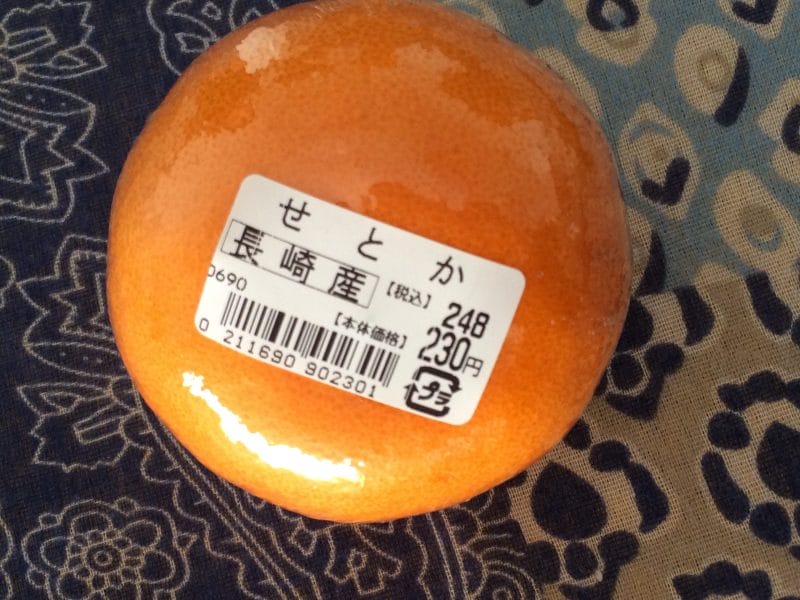 せとか
長崎産
【税込】 248
0690
【本体価格】 230円
0 211690 902301
プラ